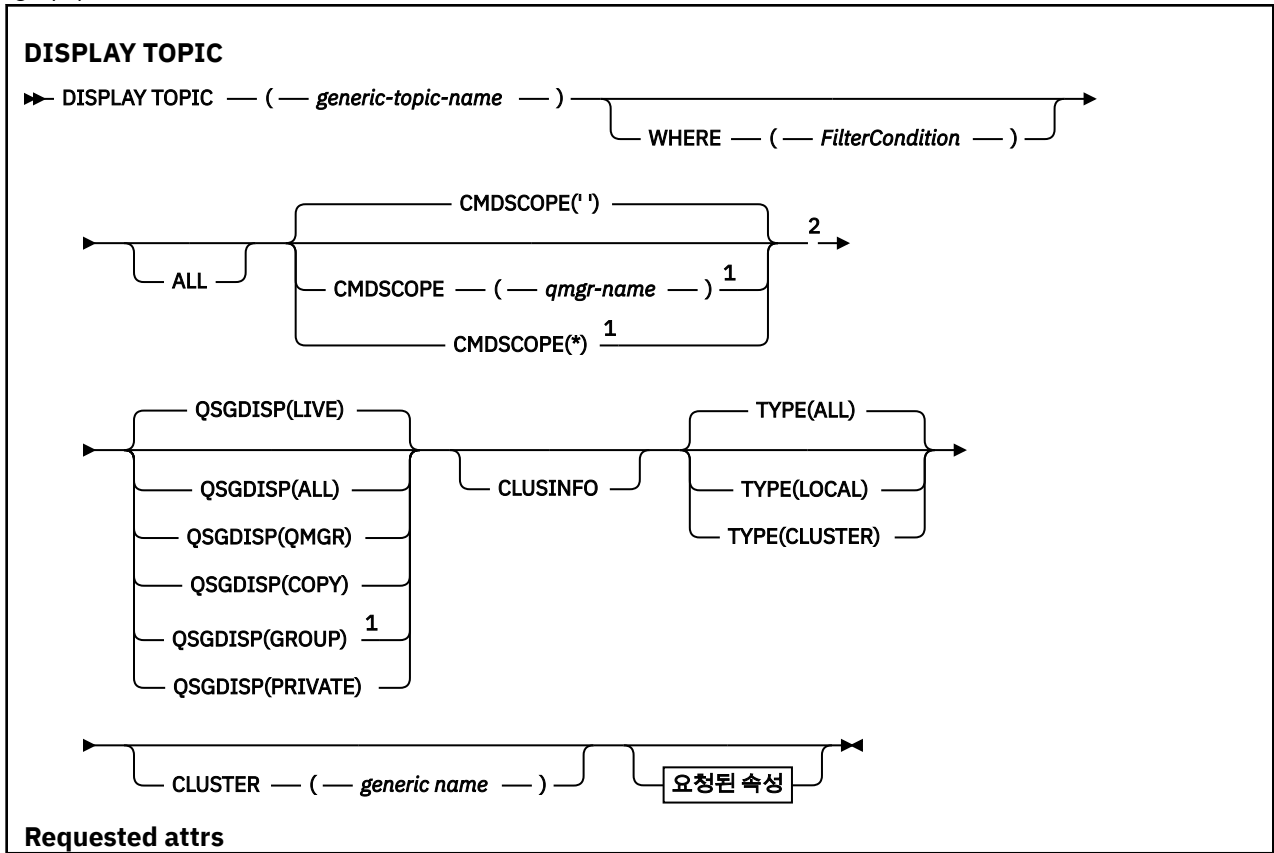 DISPLAY TOPIC
DISPLAY TOPIC ( generic-topic-name )
WHERE ( FilterCondition )
CMDSCOPE(' ')
2
ALL
CMDSCOPE ( qmgr-name ) 1
CMDSCOPE(*) 1
QSGDISP(LIVE)
TYPE(ALL)
QSGDISP(ALL)
CLUSINFO
TYPE(LOCAL)
QSGDISP(QMGR)
TYPE(CLUSTER)
QSGDISP(COPY)
QSGDISP(GROUP) 1
QSGDISP(PRIVATE)
CLUSTER ( generic name )
요청된 속성
Requested attrs